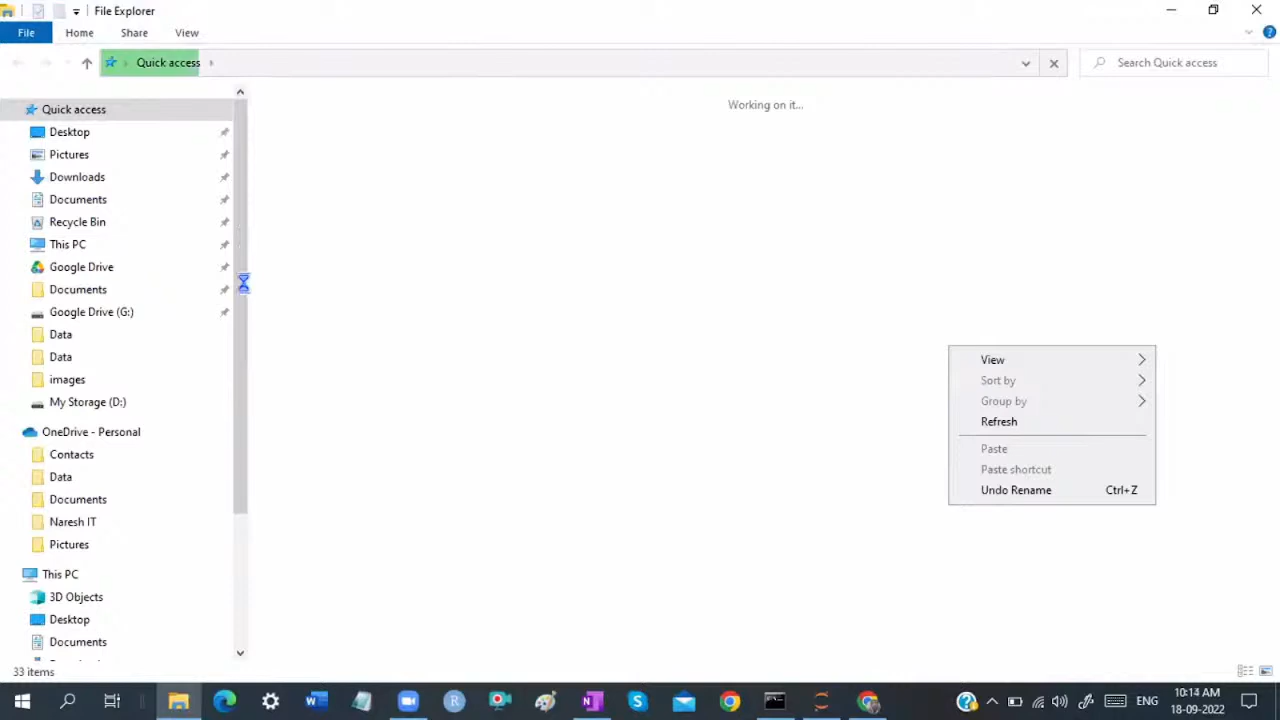 File Explorer
File Home Share View
Quick access
Search Quick access
Working on it...
Quick access
Desktop
Pictures
Downloads
Documents
Recycle Bin
This PC
Google Drive
Documents
Google Drive (G:)
Data
Data
images
My Storage (D:)
OneDrive - Personal
Contacts
Data
Documents
Naresh IT
Pictures
This PC
3D Objects
Desktop
Documents
View
Sort by
Group by
Refresh
Paste
Paste shortcut
Undo Rename Ctrl+Z
33 items
ENG
10:14 AM
18-09-2022